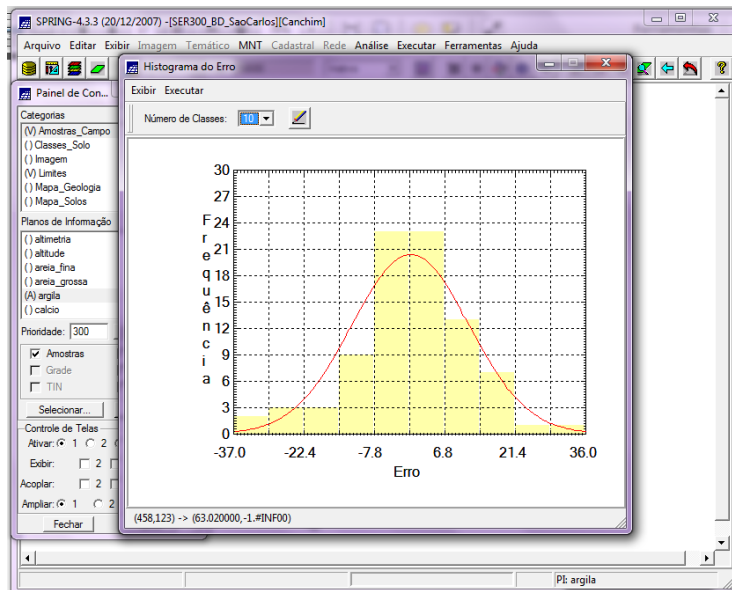 SPRING-4.3.3 (20/12/2007) -[SER300_BD_SaoCarlos][Canchim]
Arquivo Editar Exibir Imagem Temático MNT Cadastral Rede Análise Executar Ferramentas Ajuda
Painel de Con...
Categorias
(V) Amostras_Campo
( ) Classes_Solo
( ) Imagem
(V) Limites
( ) Mapa_Geologia
( ) Mapa_Solos
Planos de Informação
( ) altimetria
( ) altitude
( ) areia_fina
( ) areia_grossa
(A) argila
( ) calcio
Prioridade: 300
Amostras
Grade
TIN
Selecionar...
Controle de Telas
Ativar: 1 2
Exibir: 2
Acoplar: 2
Ampliar: 1 2
Fechar
Histograma do Erro
Exibir Executar
Número de Classes: 10
30
27
24
21
18
15
12
9
6
3
0
Frequência
-37.0 -22.4 -7.8 6.8 21.4 36.0
Erro
(458,123) -> (63.020000,-1.#INF00)
PI: argila